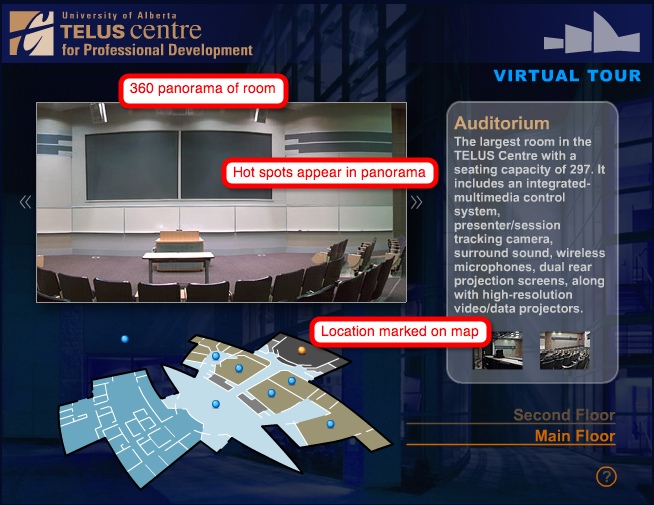 University of Alberta
TELUS centre
for Professional Development
VIRTUAL TOUR
360 panorama of room
Hot spots appear in panorama
«
»
Auditorium
The largest room in the
TELUS Centre with a
seating capacity of 297. It
includes an integrated-
multimedia control
system,
presenter/session
tracking camera,
surround sound, wireless
microphones, dual rear
projection screens, along
with high-resolution
video/data projectors.
Location marked on map
Second Floor
Main Floor
?